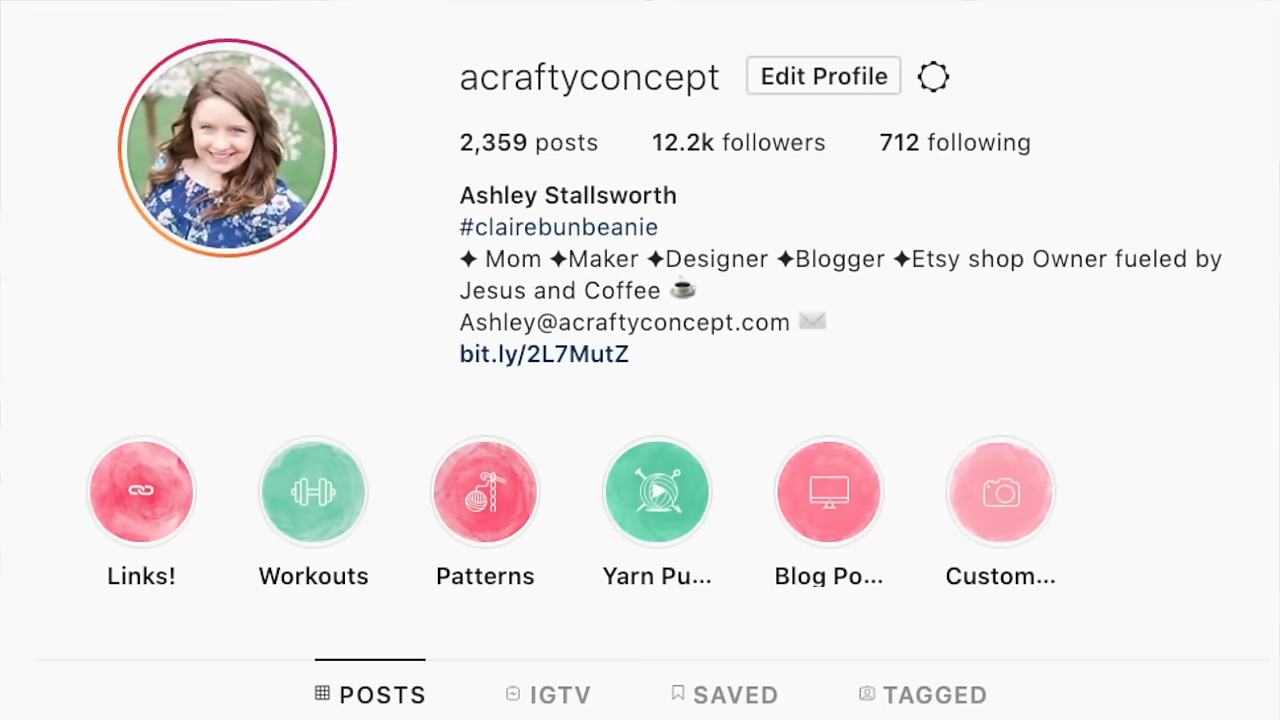 acraftyconcept Edit Profile
2,359 posts 12.2k followers 712 following
Ashley Stallsworth
#clairebunbeanie
✦ Mom ✦Maker ✦Designer ✦Blogger ✦Etsy shop Owner fueled by
Jesus and Coffee ☕
Ashley@acraftyconcept.com ✉
bit.ly/2L7MutZ
Links! Workouts Patterns Yarn Pu... Blog Po... Custom...
POSTS IGTV SAVED TAGGED